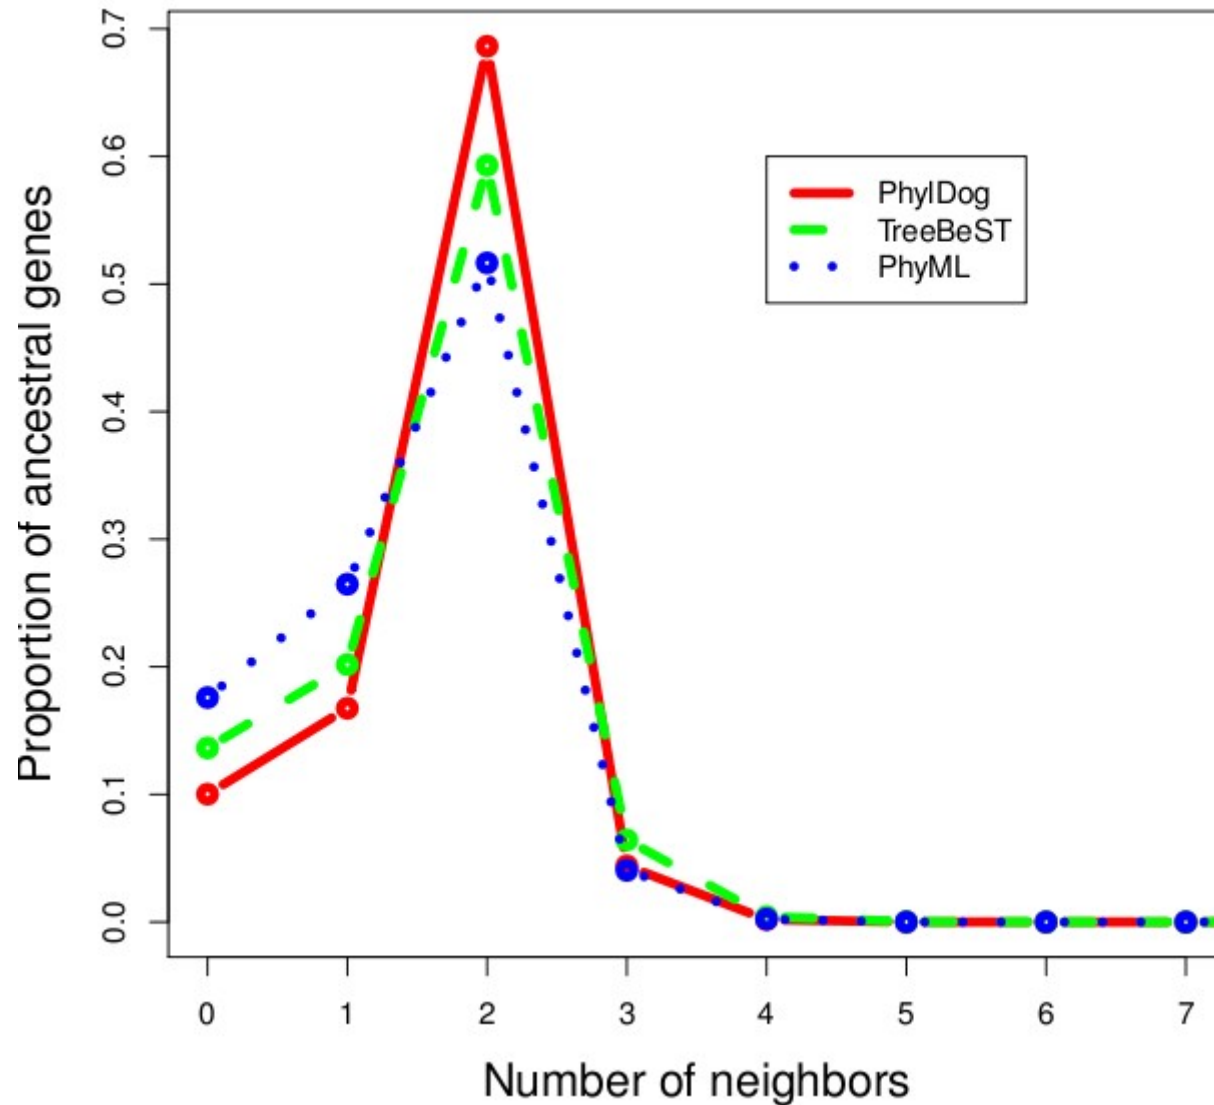 0.7
0.6
0.5
0.4
0.3
0.2
0.1
0.0
Proportion of ancestral genes
PhylDog
TreeBeST
PhyML
0 1 2 3 4 5 6 7
Number of neighbors